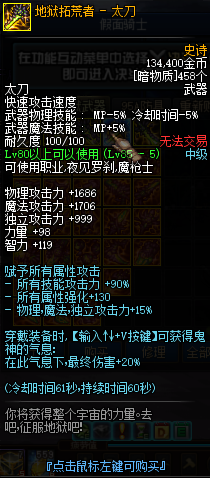 地狱拓荒者 - 太刀
史诗
134,400金币
[暗物质]458个
太刀
武器
快速攻击速度
武器物理技能： MP-5% 冷却时间-5%
武器魔法技能： MP+5%
耐久度 100/100
无法交易
Lv80以上可以使用 (Lv85 - 5)
中级
可使用职业,夜见罗刹,魔枪士
物理攻击力 +1686
魔法攻击力 +1706
独立攻击力 +999
力量 +98
智力 +119
赋予所有属性攻击
- 所有技能攻击力 +90%
- 所有属性强化+130
- 物理,魔法,独立攻击力+15%
穿戴装备时,【输入↑↓+V按键】可获得鬼
神的气息:
在此气息下,最终伤害+20%
(冷却时间61秒,持续时间60秒)
你将获得整个宇宙的力量。去
吧,征服地狱吧!
『点击鼠标左键可购买』